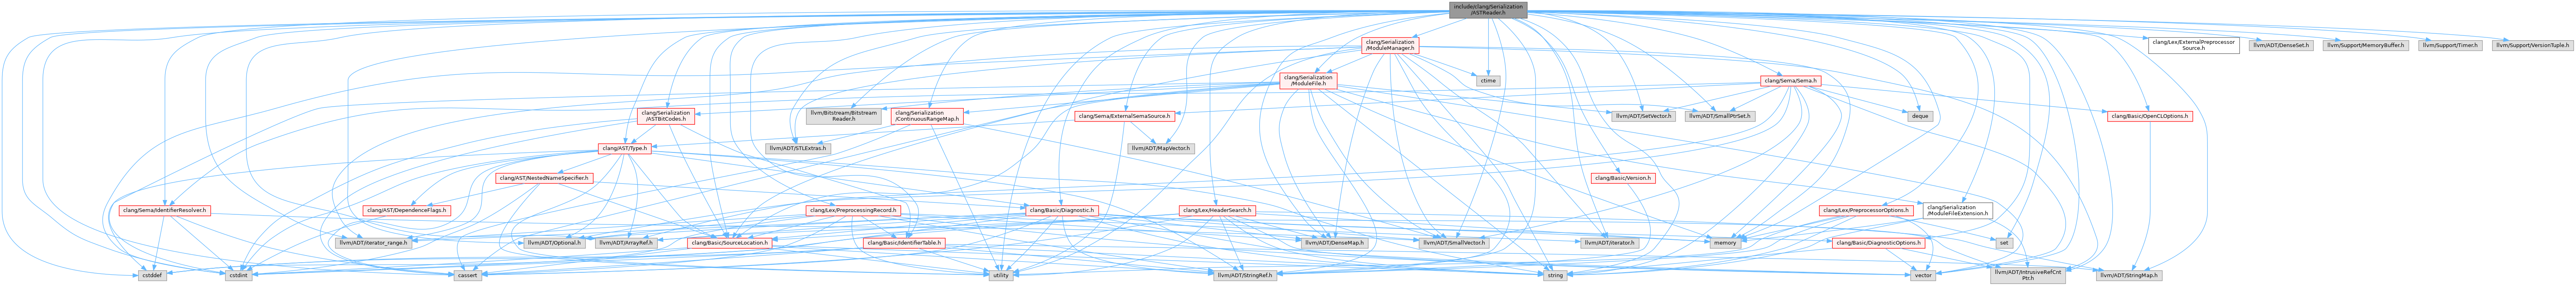 include/clang/Serialization
/ASTReader.h
clang/Serialization
/ModuleManager.h
clang/Lex/ExternalPreprocessor
Source.h
llvm/ADT/DenseSet.h
llvm/Support/MemoryBuffer.h
llvm/Support/Timer.h
llvm/Support/VersionTuple.h
clang/Serialization
/ModuleFile.h
ctime
clang/Sema/Sema.h
clang/Serialization
/ASTBitCodes.h
llvm/Bitstream/Bitstream
Reader.h
clang/Serialization
/ContinuousRangeMap.h
clang/Sema/ExternalSemaSource.h
llvm/ADT/SetVector.h
llvm/ADT/SmallPtrSet.h
deque
clang/Basic/OpenCLOptions.h
clang/AST/Type.h
llvm/ADT/STLExtras.h
llvm/ADT/MapVector.h
clang/AST/NestedNameSpecifier.h
clang/Basic/Version.h
clang/Sema/IdentifierResolver.h
clang/AST/DependenceFlags.h
clang/Lex/PreprocessingRecord.h
clang/Basic/Diagnostic.h
clang/Lex/HeaderSearch.h
clang/Lex/PreprocessorOptions.h
clang/Serialization
/ModuleFileExtension.h
llvm/ADT/iterator_range.h
llvm/ADT/Optional.h
llvm/ADT/ArrayRef.h
clang/Basic/SourceLocation.h
clang/Basic/IdentifierTable.h
llvm/ADT/DenseMap.h
llvm/ADT/SmallVector.h
llvm/ADT/iterator.h
memory
clang/Basic/DiagnosticOptions.h
set
cstddef
cstdint
cassert
utility
llvm/ADT/StringRef.h
string
vector
llvm/ADT/IntrusiveRefCnt
Ptr.h
llvm/ADT/StringMap.h